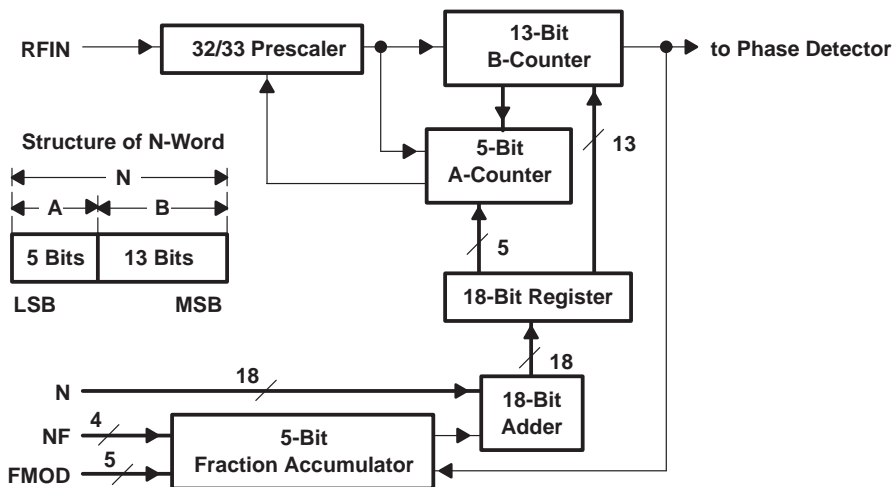 RFIN
32/33 Prescaler
13-Bit
B-Counter
to Phase Detector
Structure of N-Word
N
A
B
5 Bits
13 Bits
LSB
MSB
5-Bit
A-Counter
13
5
18-Bit Register
18
N
18
18-Bit
Adder
NF
4
5-Bit
Fraction Accumulator
FMOD
5